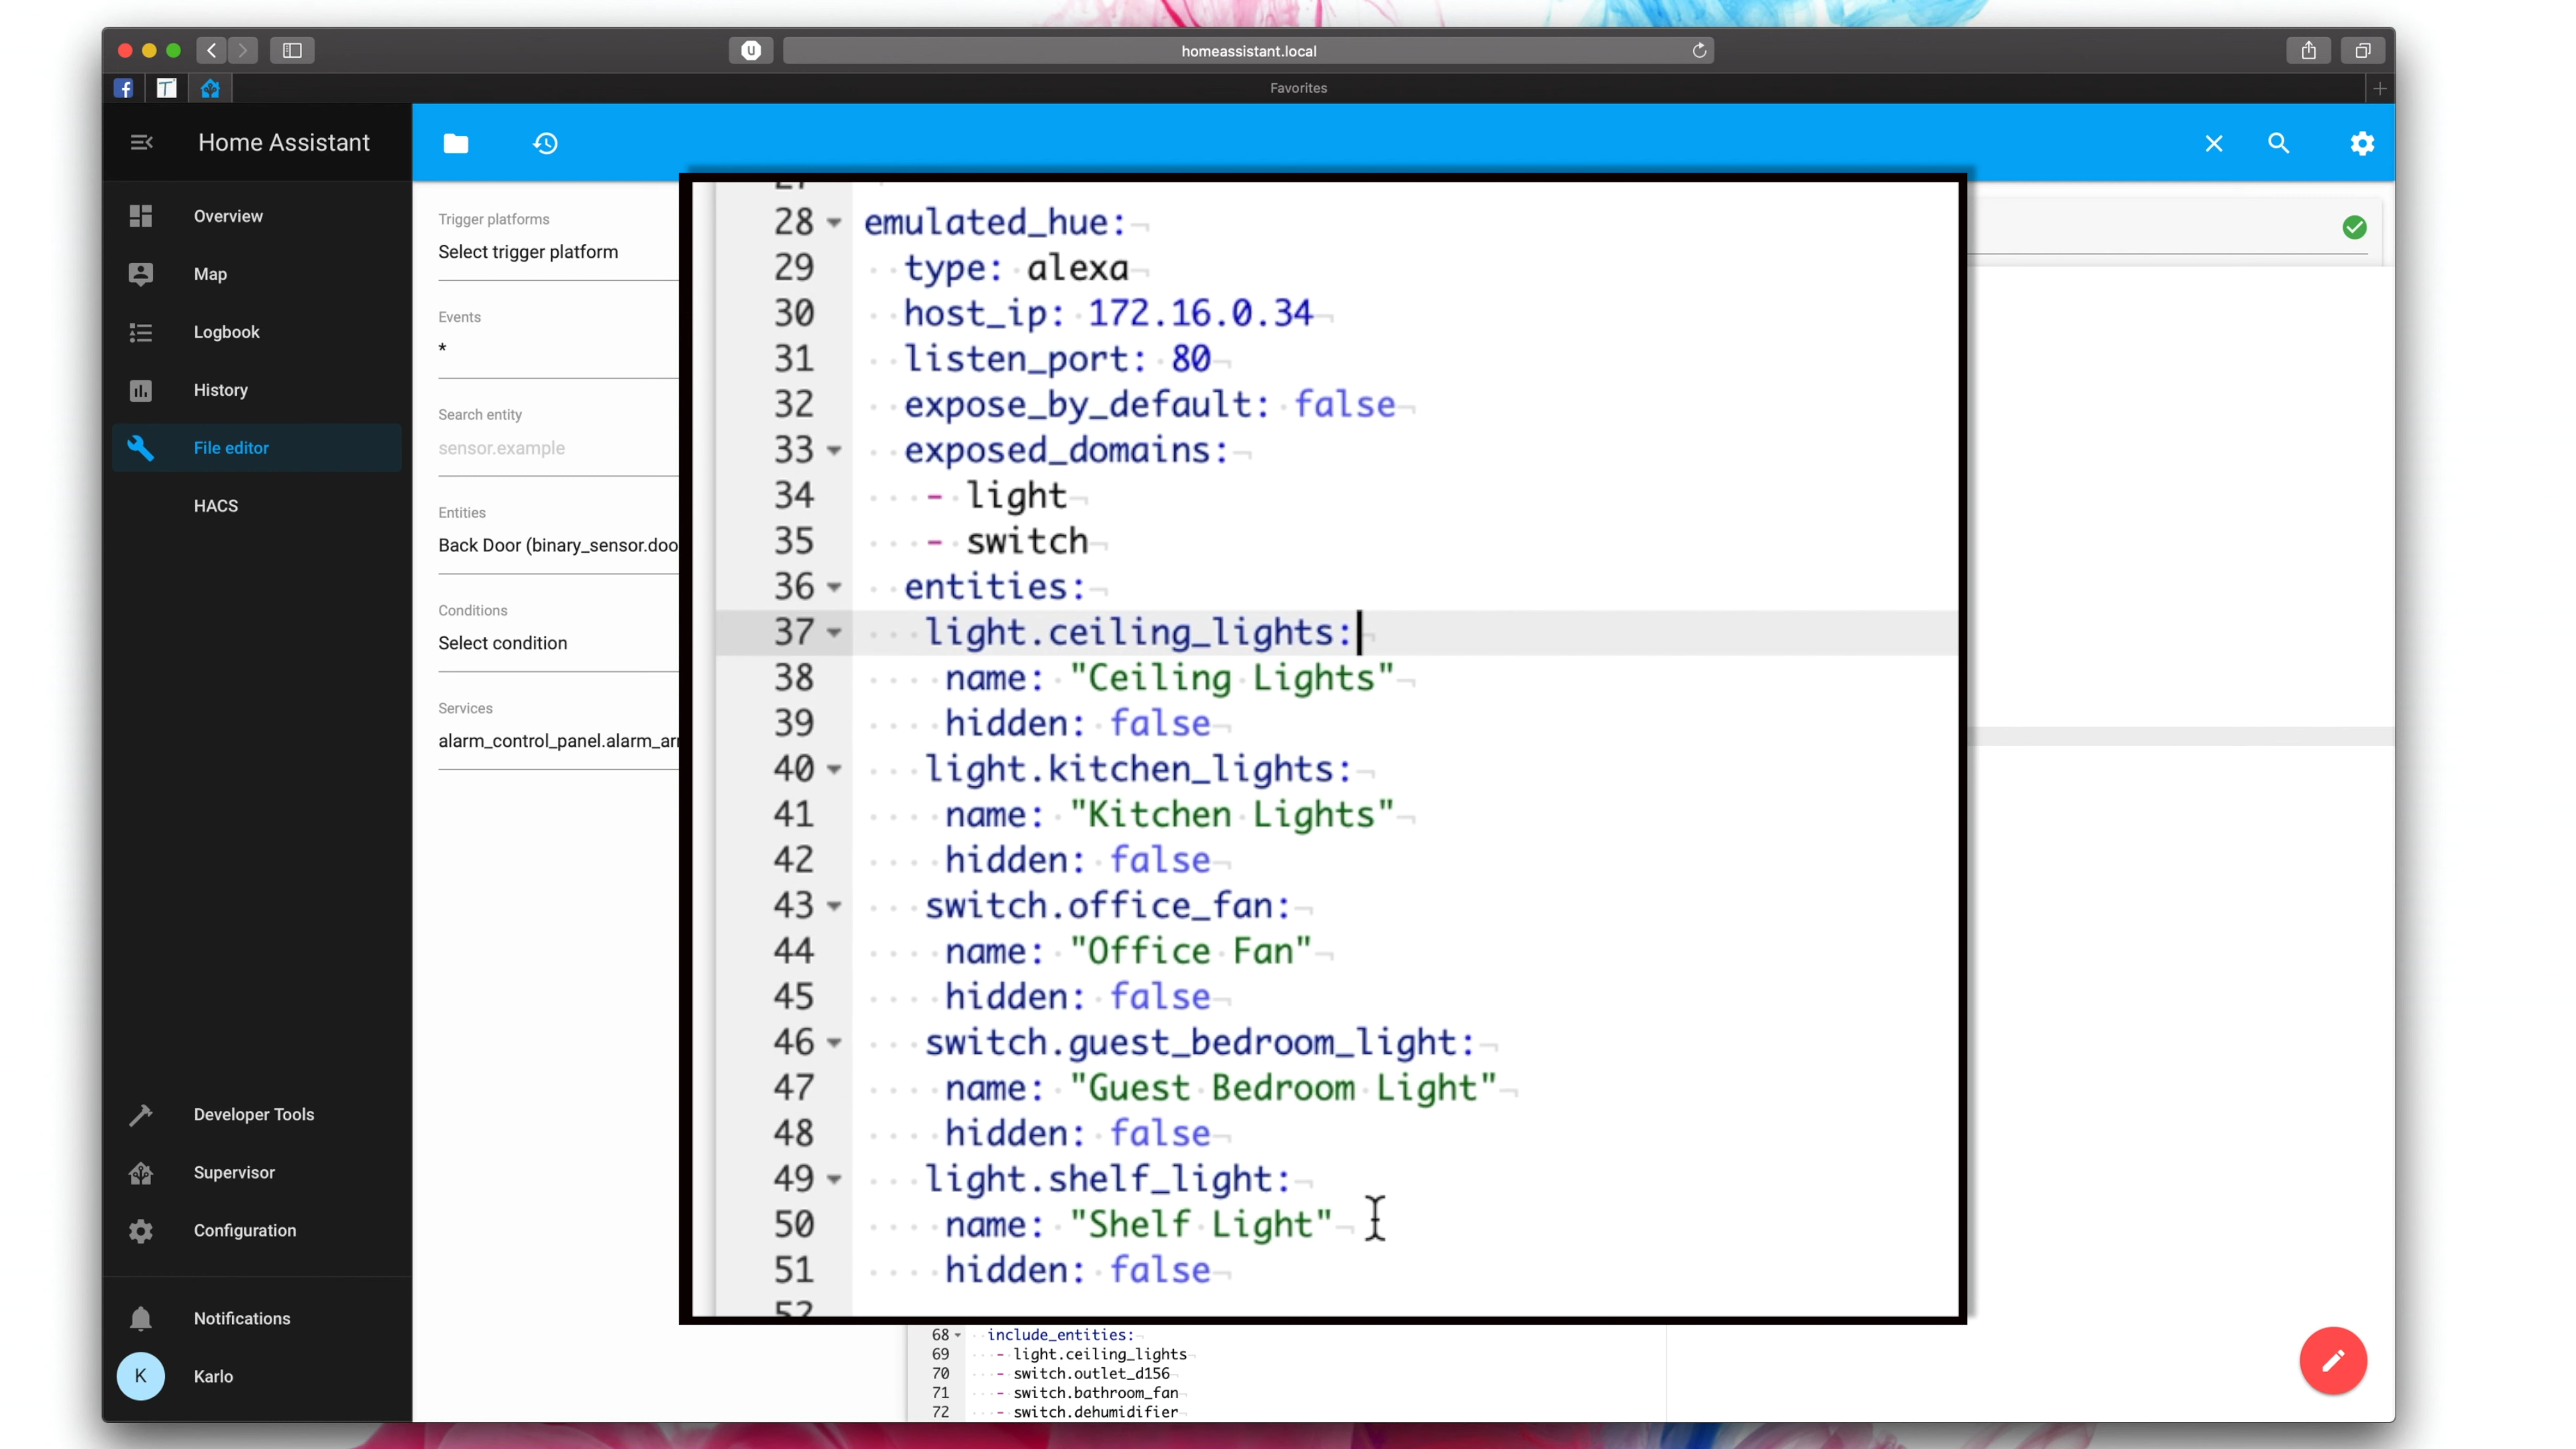 homeassistant.local
Favorites
Home Assistant
Overview
Map
Logbook
History
File editor
HACS
Developer Tools
Supervisor
Configuration
Notifications
K
Karlo
Trigger platforms
Select trigger platform
Events
*
Search entity
sensor.example
Entities
Back Door (binary_sensor.doo
Conditions
Select condition
Services
alarm_control_panel.alarm_arr
28 emulated_hue:
29 type: alexa
30 host_ip: 172.16.0.34
31 listen_port: 80
32 expose_by_default: false
33 exposed_domains:
34 - light
35 - switch
36 entities:
37 light.ceiling_lights:
38 name: "Ceiling Lights"
39 hidden: false
40 light.kitchen_lights:
41 name: "Kitchen Lights"
42 hidden: false
43 switch.office_fan:
44 name: "Office Fan"
45 hidden: false
46 switch.guest_bedroom_light:
47 name: "Guest Bedroom Light"
48 hidden: false
49 light.shelf_light:
50 name: "Shelf Light"
51 hidden: false
52
68 include_entities:
69 - light.ceiling_lights
70 - switch.outlet_d156
71 - switch.bathroom_fan
72 - switch.dehumidifier